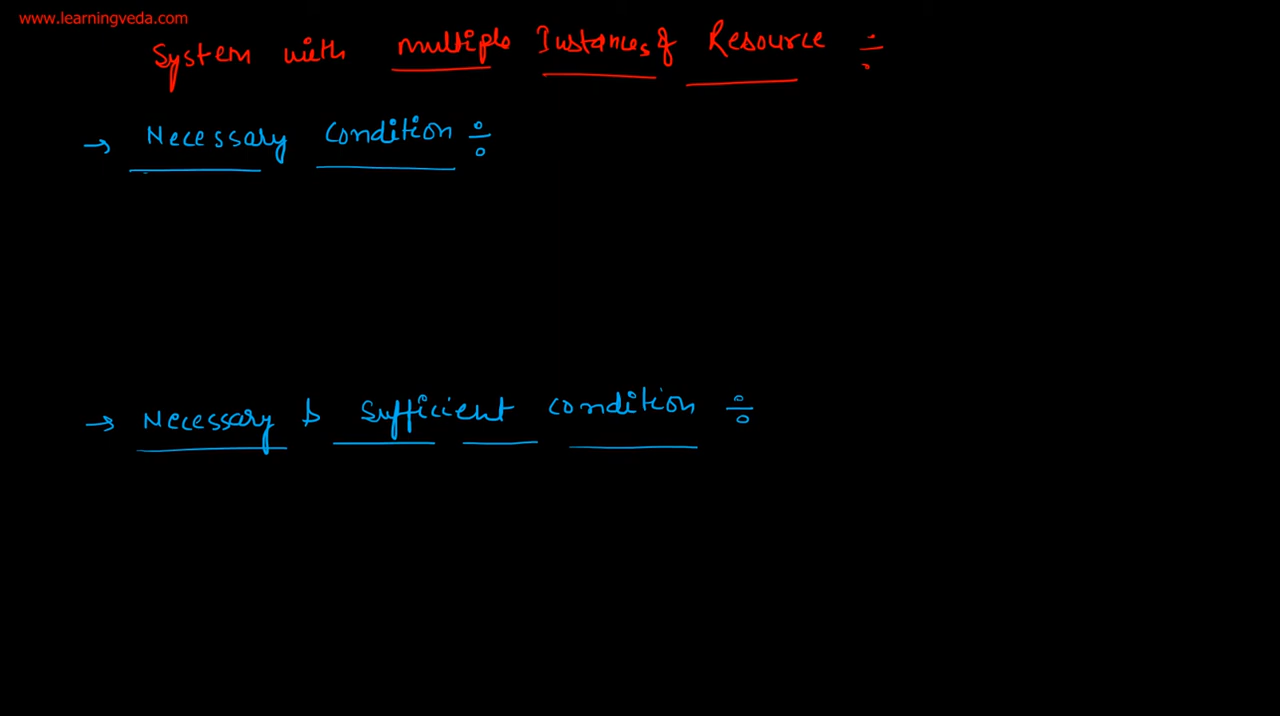 www.learningveda.com
System with multiple Instances of Resource ÷
→ Necessary condition ÷
→ Necessary & sufficient condition ÷